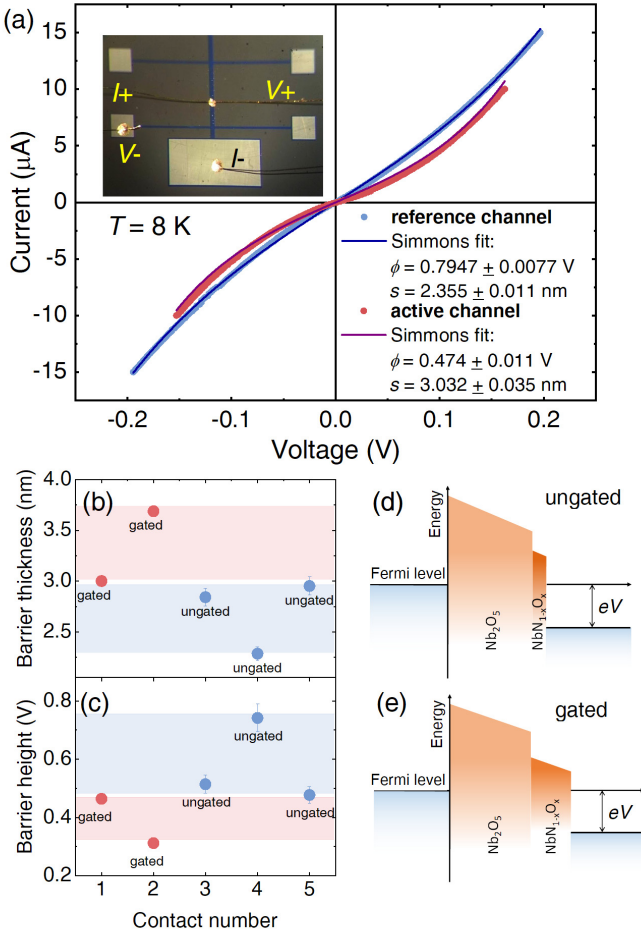 (a)
15
10
5
0
-5
-10
-15
Current (μA)
I+
V+
V-
I-
T = 8 K
reference channel
Simmons fit:
ϕ = 0.7947 ± 0.0077 V
s = 2.355 ± 0.011 nm
active channel
Simmons fit:
ϕ = 0.474 ± 0.011 V
s = 3.032 ± 0.035 nm
-0.2 -0.1 0.0 0.1 0.2
Voltage (V)
(b)
4.0
3.5
3.0
2.5
Barrier thickness (nm)
gated
gated
ungated
ungated
ungated
(c)
0.8
0.6
0.4
0.2
Barrier height (V)
gated
gated
ungated
ungated
ungated
1 2 3 4 5
Contact number
(d)
ungated
Energy
Fermi level
Nb2O5
NbN1-xOx
eV
(e)
gated
Energy
Fermi level
Nb2O5
NbN1-xOx
eV